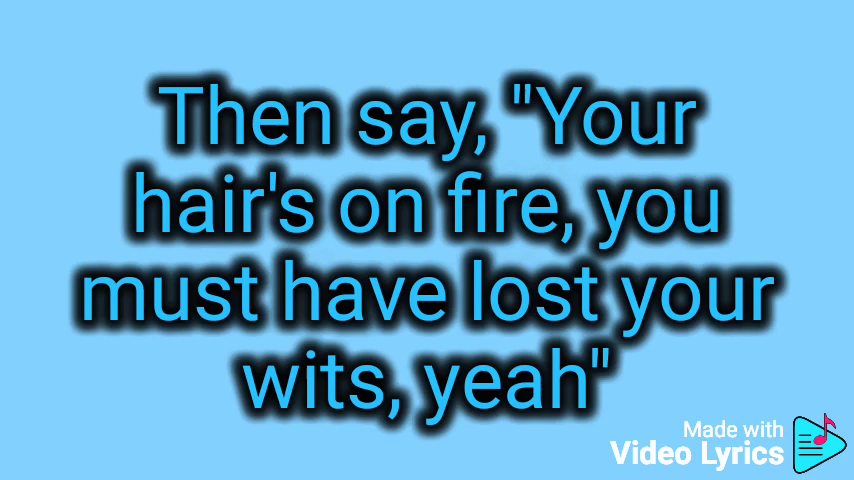 Then say, "Your
hair's on fire, you
must have lost your
wits, yeah"
Made with
Video Lyrics